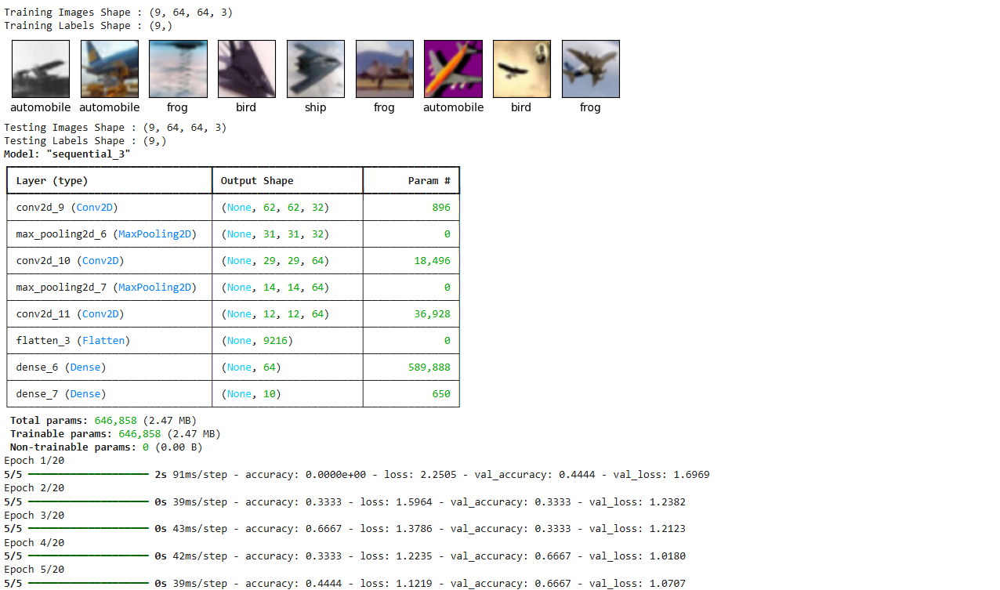 Training Images Shape : (9, 64, 64, 3)
Training Labels Shape : (9,)
automobile automobile frog bird ship frog automobile bird frog
Testing Images Shape : (9, 64, 64, 3)
Testing Labels Shape : (9,)
Model: "sequential_3"
Layer (type) Output Shape Param #
conv2d_9 (Conv2D) (None, 62, 62, 32) 896
max_pooling2d_6 (MaxPooling2D) (None, 31, 31, 32) 0
conv2d_10 (Conv2D) (None, 29, 29, 64) 18,496
max_pooling2d_7 (MaxPooling2D) (None, 14, 14, 64) 0
conv2d_11 (Conv2D) (None, 12, 12, 64) 36,928
flatten_3 (Flatten) (None, 9216) 0
dense_6 (Dense) (None, 64) 589,888
dense_7 (Dense) (None, 10) 650
Total params: 646,858 (2.47 MB)
Trainable params: 646,858 (2.47 MB)
Non-trainable params: 0 (0.00 B)
Epoch 1/20
5/5 ━━━━━━━━━━━━━━━━━━━━ 2s 91ms/step - accuracy: 0.0000e+00 - loss: 2.2505 - val_accuracy: 0.4444 - val_loss: 1.6969
Epoch 2/20
5/5 ━━━━━━━━━━━━━━━━━━━━ 0s 39ms/step - accuracy: 0.3333 - loss: 1.5964 - val_accuracy: 0.3333 - val_loss: 1.2382
Epoch 3/20
5/5 ━━━━━━━━━━━━━━━━━━━━ 0s 43ms/step - accuracy: 0.6667 - loss: 1.3786 - val_accuracy: 0.3333 - val_loss: 1.2123
Epoch 4/20
5/5 ━━━━━━━━━━━━━━━━━━━━ 0s 42ms/step - accuracy: 0.3333 - loss: 1.2235 - val_accuracy: 0.6667 - val_loss: 1.0180
Epoch 5/20
5/5 ━━━━━━━━━━━━━━━━━━━━ 0s 39ms/step - accuracy: 0.4444 - loss: 1.1219 - val_accuracy: 0.6667 - val_loss: 1.0707